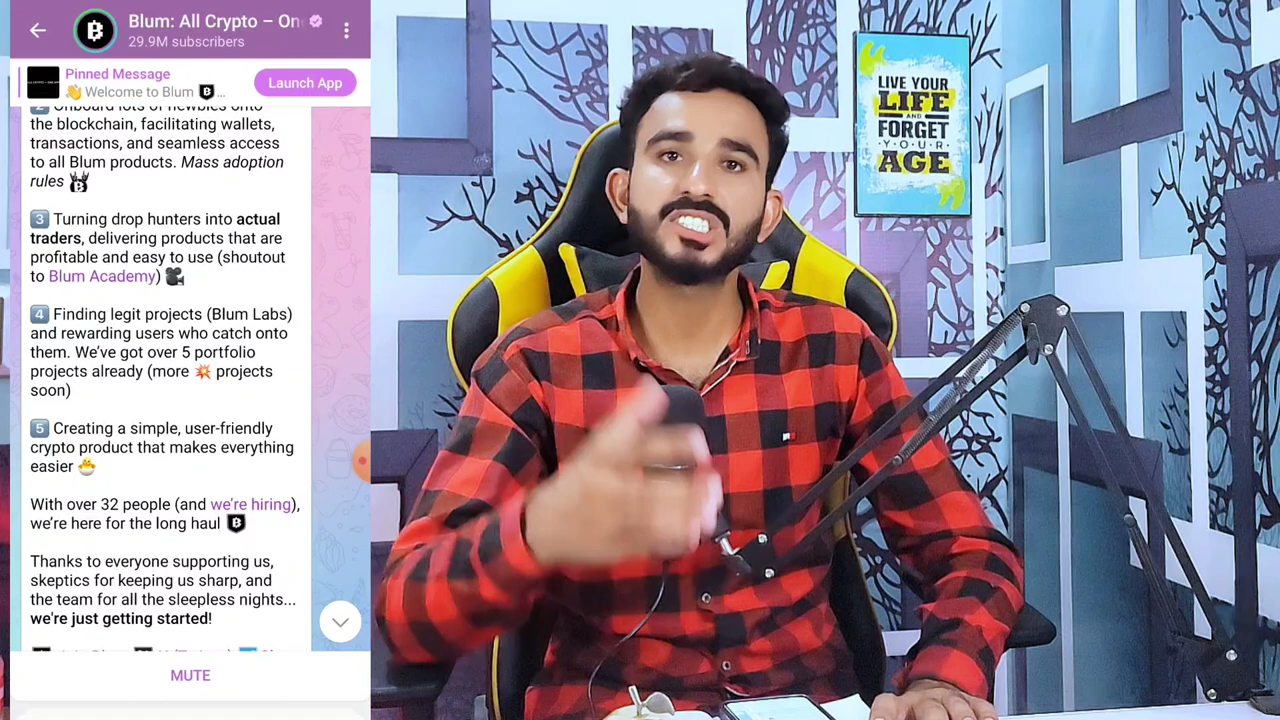 Blum: All Crypto – On
29.9M subscribers
Pinned Message
👋 Welcome to Blum ...
Launch App
2 Onboard lots of newbies onto
the blockchain, facilitating wallets,
transactions, and seamless access
to all Blum products. Mass adoption
rules
3 Turning drop hunters into actual
traders, delivering products that are
profitable and easy to use (shoutout
to Blum Academy) 🎥
4 Finding legit projects (Blum Labs)
and rewarding users who catch onto
them. We’ve got over 5 portfolio
projects already (more 💥 projects
soon)
5 Creating a simple, user-friendly
crypto product that makes everything
easier 🐣
With over 32 people (and we’re hiring),
we’re here for the long haul
Thanks to everyone supporting us,
skeptics for keeping us sharp, and
the team for all the sleepless nights...
we're just getting started!
MUTE
LIVE YOUR
LIFE
AND
FORGET
YOUR
AGE